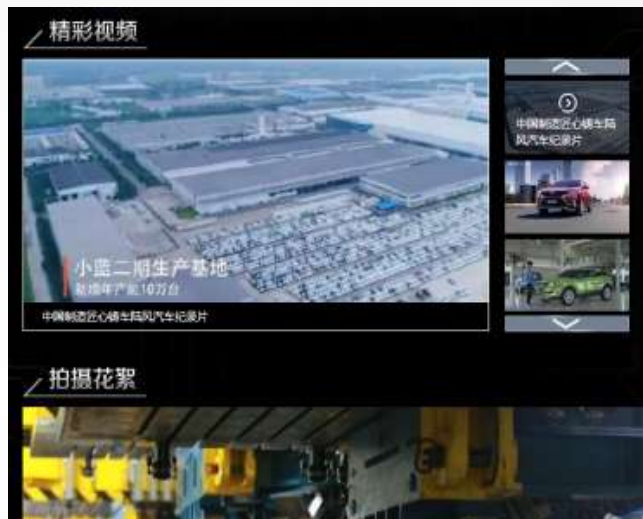 精彩视频
中国制造匠心铸车陆
风汽车纪录片
小蓝二期生产基地
新增年产能10万台
中国制造匠心铸车陆风汽车纪录片
拍摄花絮